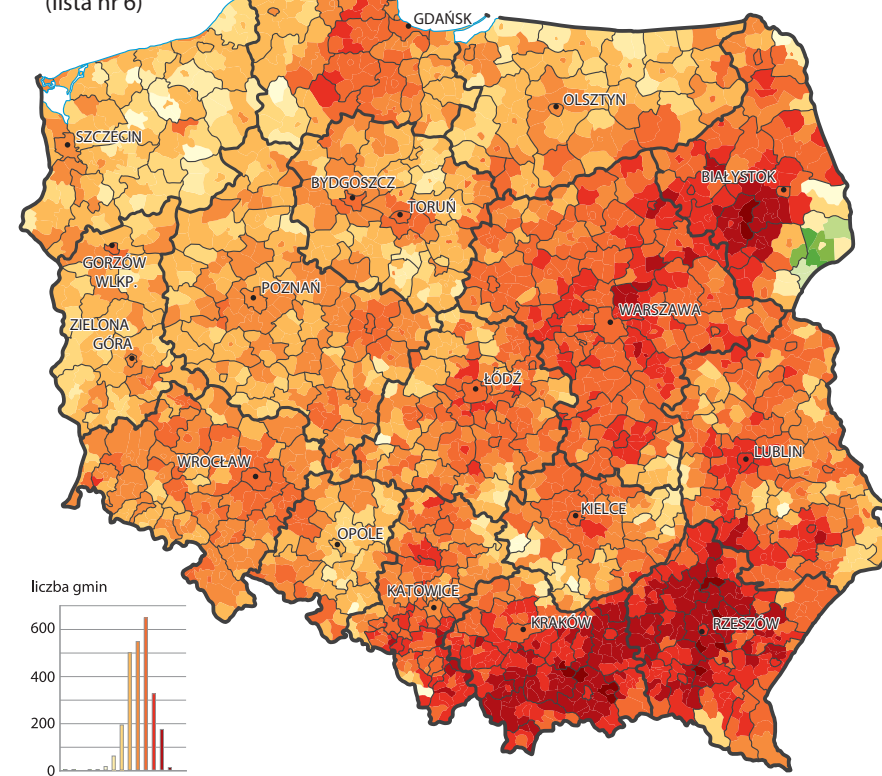 (lista nr 6)
GDAŃSK
OLSZTYN
SZCZECIN
BIAŁYSTOK
BYDGOSZCZ
TORUŃ
GORZÓW
WLKP.
POZNAŃ
WARSZAWA
ZIELONA
GÓRA
ŁÓDŹ
LUBLIN
WROCŁAW
KIELCE
OPOLE
KATOWICE
KRAKÓW
RZESZÓW
liczba gmin
600
400
200
0